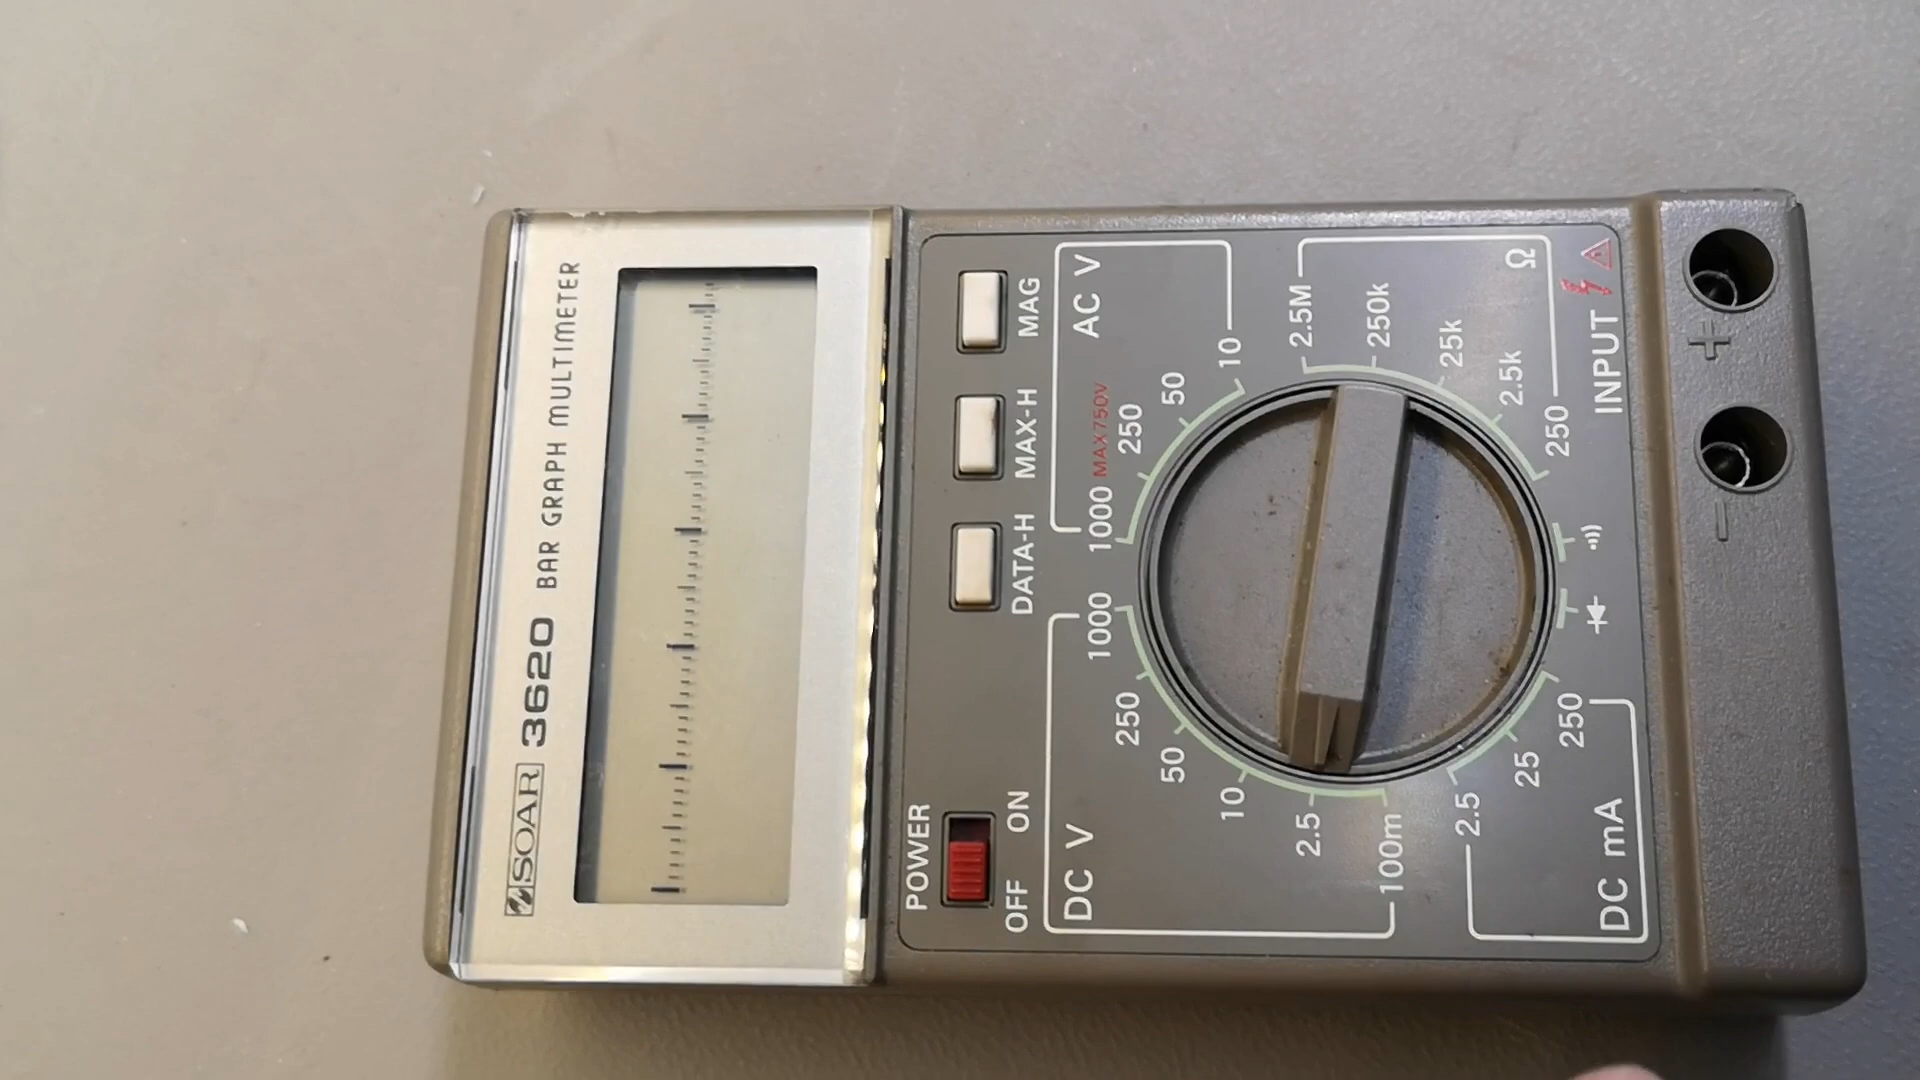 SOAR 3620 BAR GRAPH MULTIMETER
POWER
OFF ON
DATA-H MAX-H MAG
DC V
AC V
1000 1000 MAX750V
250 250
50 50
10 10
2.5 2.5M
100m 250k
2.5 25k
25 2.5k
250 250
DC mA
Ω
INPUT
− +